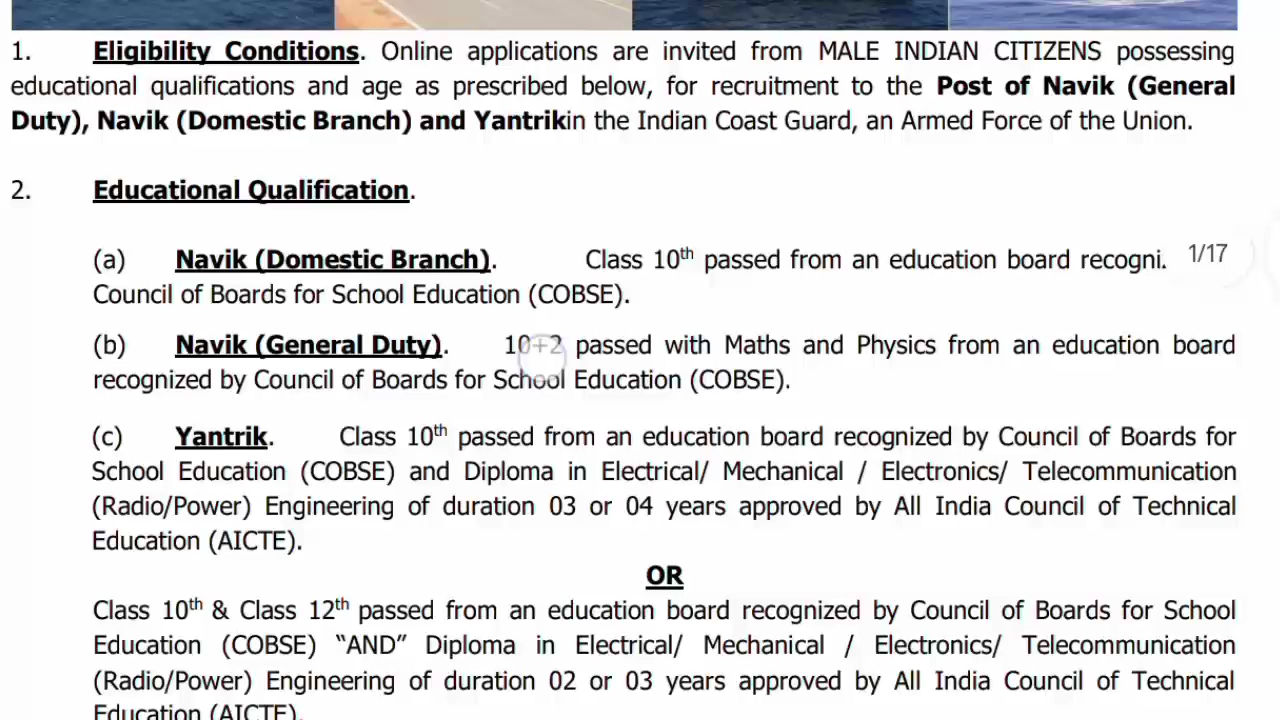 1. Eligibility Conditions. Online applications are invited from MALE INDIAN CITIZENS possessing
educational qualifications and age as prescribed below, for recruitment to the Post of Navik (General
Duty), Navik (Domestic Branch) and Yantrikin the Indian Coast Guard, an Armed Force of the Union.
2. Educational Qualification.
(a) Navik (Domestic Branch). Class 10th passed from an education board recogni.
1/17
Council of Boards for School Education (COBSE).
(b) Navik (General Duty). 10+2 passed with Maths and Physics from an education board
recognized by Council of Boards for School Education (COBSE).
(c) Yantrik. Class 10th passed from an education board recognized by Council of Boards for
School Education (COBSE) and Diploma in Electrical/ Mechanical / Electronics/ Telecommunication
(Radio/Power) Engineering of duration 03 or 04 years approved by All India Council of Technical
Education (AICTE).
OR
Class 10th & Class 12th passed from an education board recognized by Council of Boards for School
Education (COBSE) “AND” Diploma in Electrical/ Mechanical / Electronics/ Telecommunication
(Radio/Power) Engineering of duration 02 or 03 years approved by All India Council of Technical
Education (AICTE).